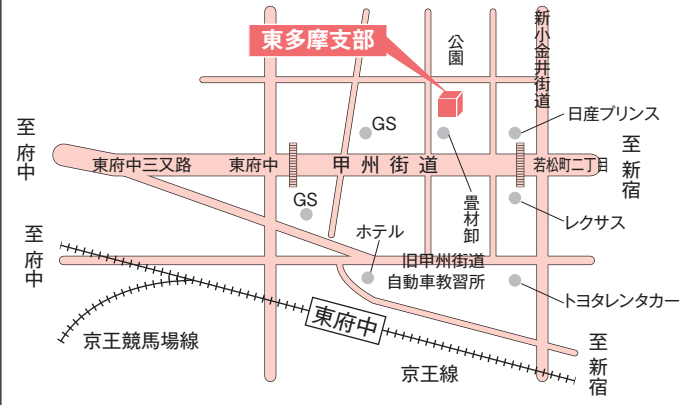 新小金井街道
東多摩支部
公園
GS
日産プリンス
至府中
至新宿
東府中三又路
東府中
甲州街道
若松町二丁目
GS
畳材卸
レクサス
至府中
ホテル
旧甲州街道
自動車教習所
トヨタレンタカー
東府中
京王競馬場線
京王線
至新宿